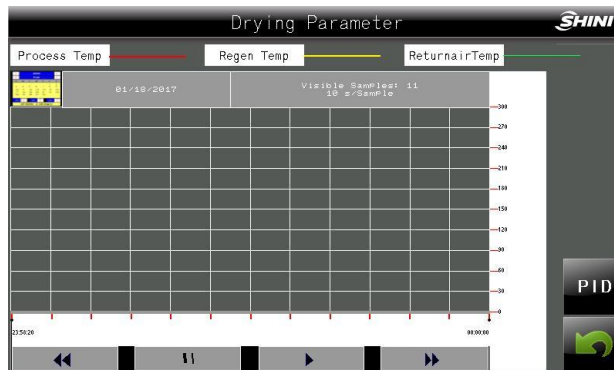 Drying Parameter
SHINI
Process Temp
Regen Temp
ReturnairTemp
01/18/2017
Visible Samples: 11
10 s/Sample
300
270
240
210
180
150
120
90
60
30
0
23:58:20
00:00:00
PID